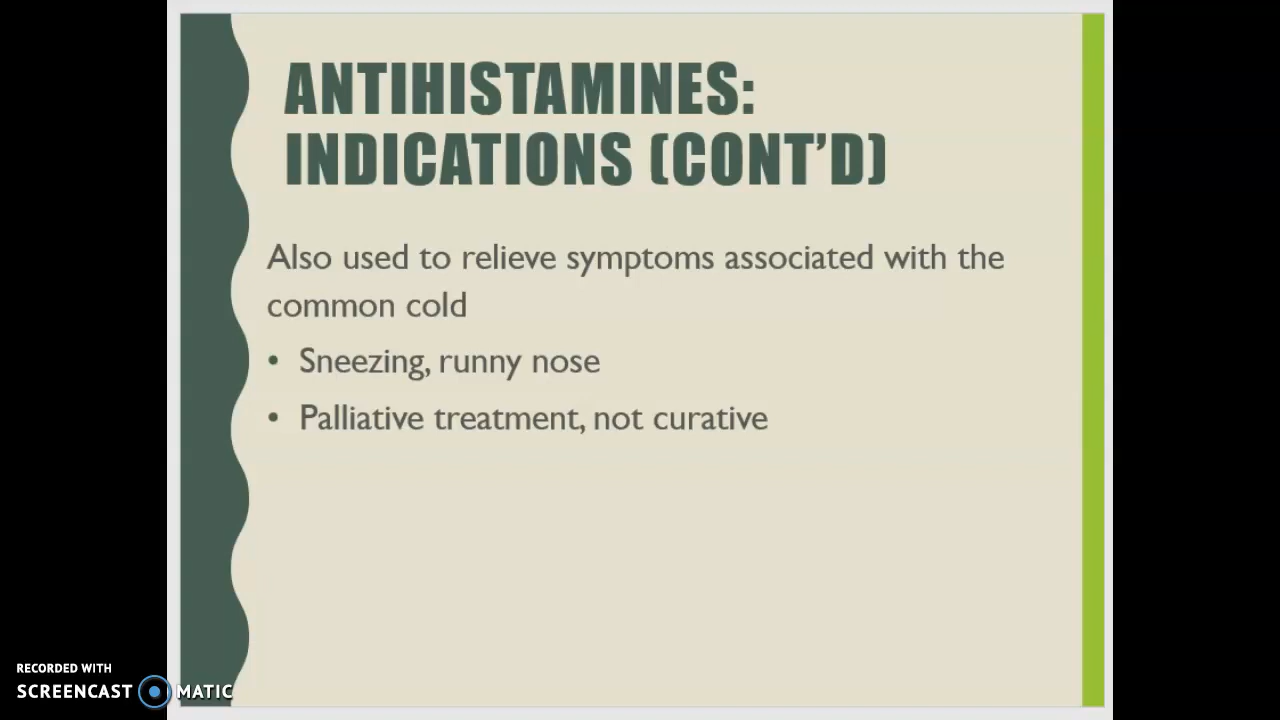 ANTIHISTAMINES:
INDICATIONS (CONT’D)
Also used to relieve symptoms associated with the
common cold
• Sneezing, runny nose
• Palliative treatment, not curative
RECORDED WITH
SCREENCAST MATIC